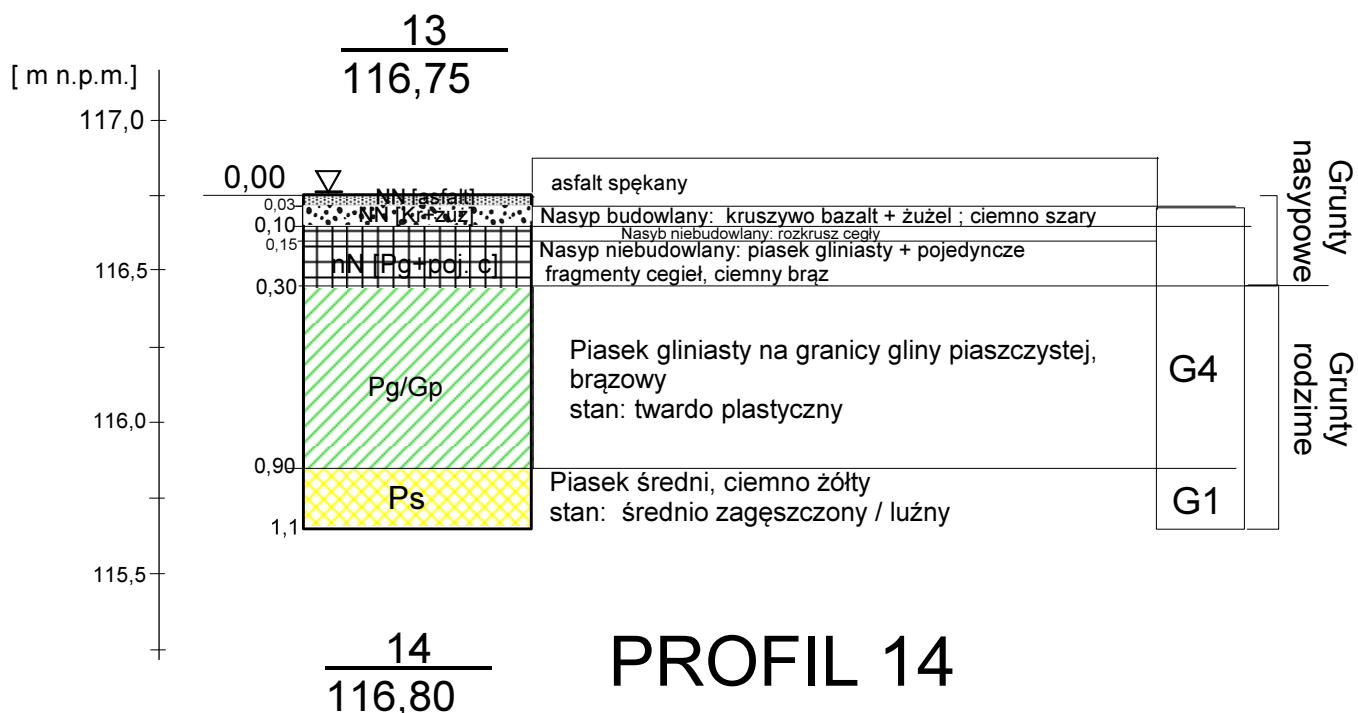 13
116,75
[ m n.p.m.]
117,0
0,00
NN [asfalt]
asfalt spękany
0,03
NN [Kr+żuż]
Nasyp budowlany: kruszywo bazalt + żużel ; ciemno szary
0,10
Nasyb niebudowlany: rozkrusz cegły
0,15
Nasyp niebudowlany: piasek gliniasty + pojedyncze
fragmenty cegieł, ciemny brąz
nN [Pg+poj. c]
116,5
0,30
Grunty
nasypowe
Piasek gliniasty na granicy gliny piaszczystej,
brązowy
stan: twardo plastyczny
Pg/Gp
G4
Grunty
rodzime
116,0
0,90
Piasek średni, ciemno żółty
stan: średnio zagęszczony / luźny
Ps
G1
1,1
115,5
14
116,80
PROFIL 14